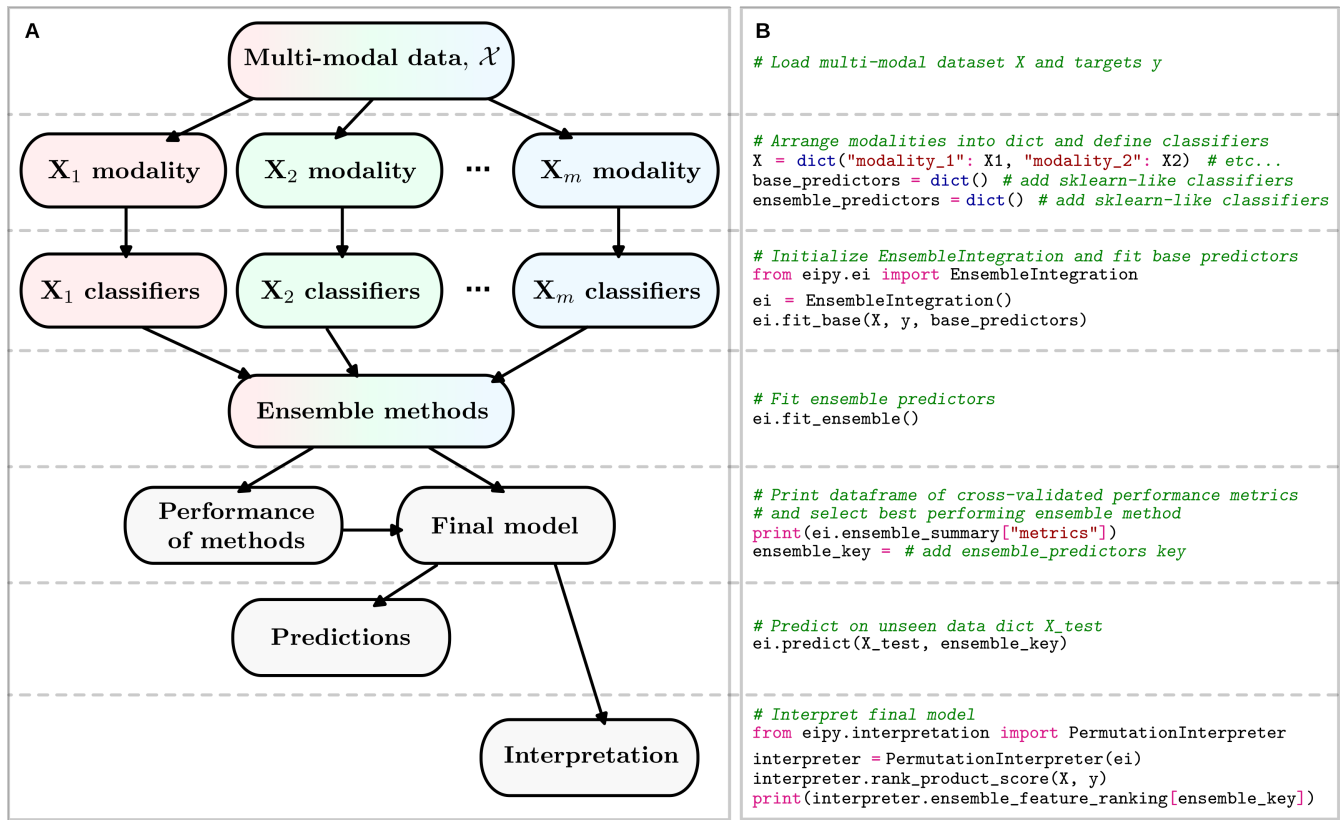 A
Multi-modal data, 𝒳
X₁ modality
X₂ modality
...
Xₘ modality
X₁ classifiers
X₂ classifiers
...
Xₘ classifiers
Ensemble methods
Performance
of methods
Final model
Predictions
Interpretation
B
# Load multi-modal dataset X and targets y
# Arrange modalities into dict and define classifiers
X = dict("modality_1": X1, "modality_2": X2) # etc...
base_predictors = dict() # add sklearn-like classifiers
ensemble_predictors = dict() # add sklearn-like classifiers
# Initialize EnsembleIntegration and fit base predictors
from eipy.ei import EnsembleIntegration
ei = EnsembleIntegration()
ei.fit_base(X, y, base_predictors)
# Fit ensemble predictors
ei.fit_ensemble()
# Print dataframe of cross-validated performance metrics
# and select best performing ensemble method
print(ei.ensemble_summary["metrics"])
ensemble_key = # add ensemble_predictors key
# Predict on unseen data dict X_test
ei.predict(X_test, ensemble_key)
# Interpret final model
from eipy.interpretation import PermutationInterpreter
interpreter = PermutationInterpreter(ei)
interpreter.rank_product_score(X, y)
print(interpreter.ensemble_feature_ranking[ensemble_key])